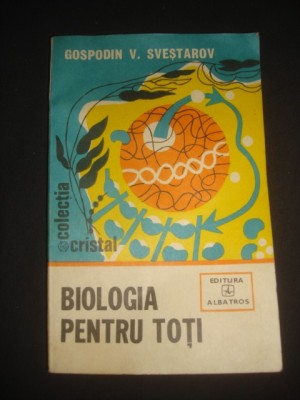 GOSPODIN V. SVEȘTAROV
colecția
cristal
BIOLOGIA
PENTRU TOȚI
EDITURA
ALBATROS